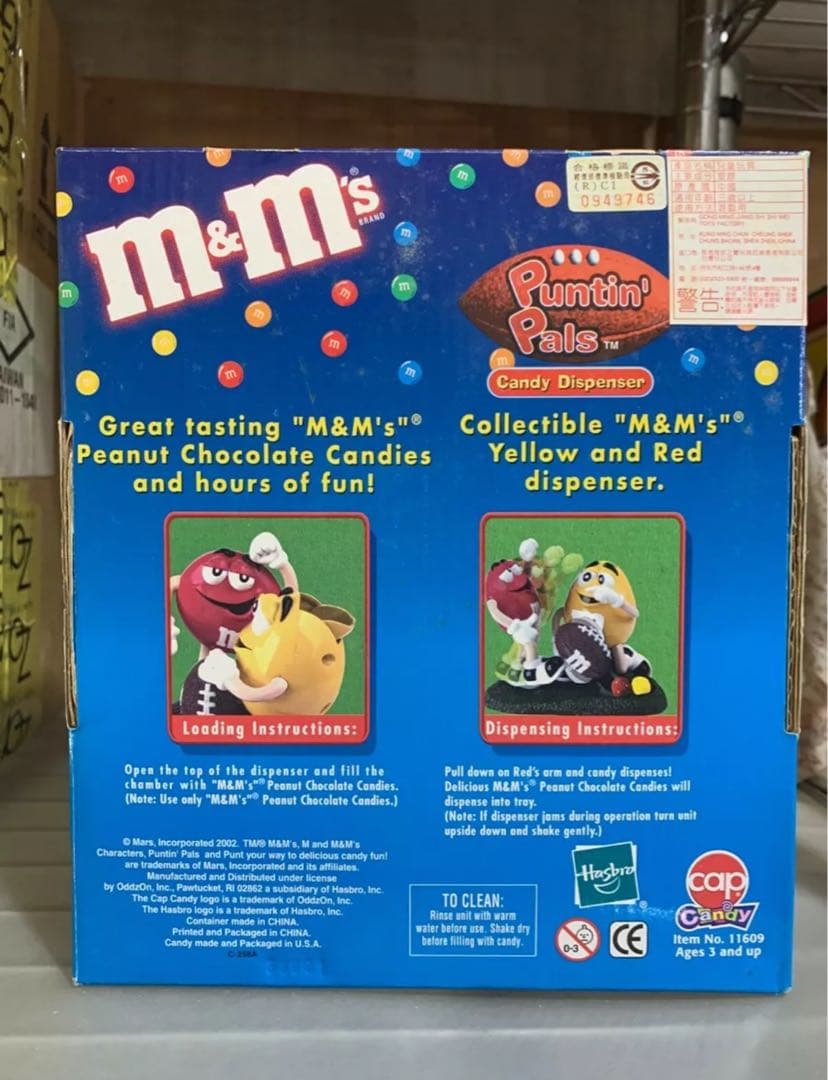 m&m's®
BRAND
合格標識
(R)C1
0949746
警告
Puntin'
Pals TM
Candy Dispenser
Great tasting "M&M's"®
Peanut Chocolate Candies
and hours of fun!
Collectible "M&M's"®
Yellow and Red
dispenser.
Loading Instructions:
Dispensing Instructions:
Open the top of the dispenser and fill the
chamber with "M&M's"® Peanut Chocolate Candies.
(Note: Use only "M&M's"® Peanut Chocolate Candies.)
Pull down on Red's arm and candy dispenses!
Delicious M&M's® Peanut Chocolate Candies will
dispense into tray.
(Note: If dispenser jams during operation turn unit
upside down and shake gently.)
© Mars, Incorporated 2002. TM/® M&M's, M and M&M's
Characters, Puntin' Pals and Punt your way to delicious candy fun!
are trademarks of Mars, Incorporated and its affiliates.
Manufactured and Distributed under license
by OddzOn, Inc., Pawtucket, RI 02862 a subsidiary of Hasbro, Inc.
The Cap Candy logo is a trademark of OddzOn, Inc.
The Hasbro logo is a trademark of Hasbro, Inc.
Container made in CHINA.
Printed and Packaged in CHINA.
Candy made and Packaged in U.S.A.
C-258A
TO CLEAN:
Rinse unit with warm
water before use. Shake dry
before filling with candy.
Hasbro®
0-3
CE
cap
Candy
Item No. 11609
Ages 3 and up